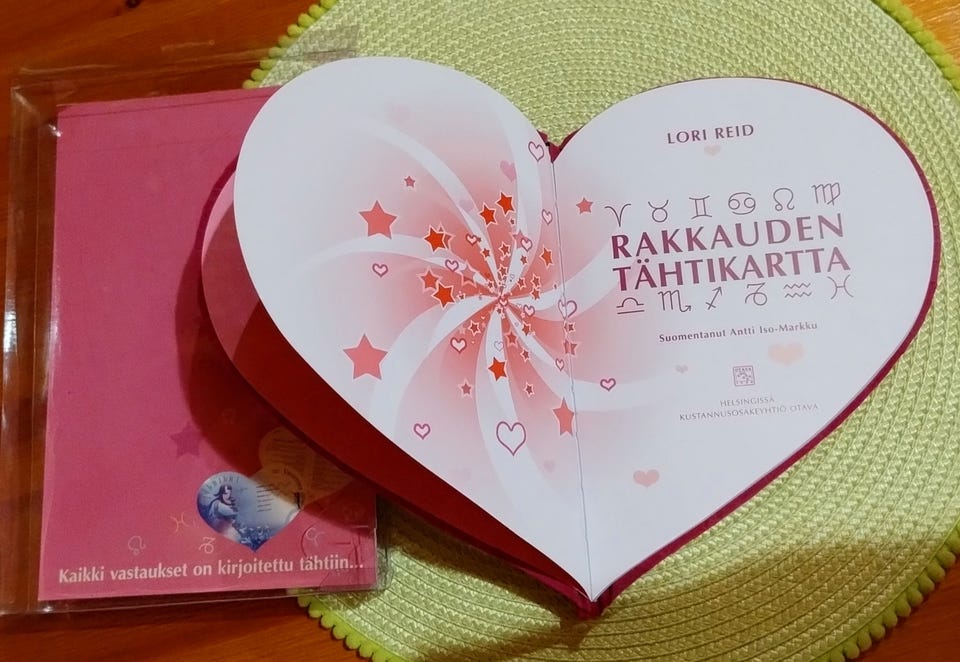 LORI REID
♈ ♉ ♊ ♋ ♌ ♍
RAKKAUDEN
TÄHTIKARTTA
♎ ♏ ♐ ♑ ♒ ♓
Suomentanut Antti Iso-Markku
HELSINGISSÄ
KUSTANNUSOSAKEYHTIÖ OTAVA
Kaikki vastaukset on kirjoitettu tähtiin...